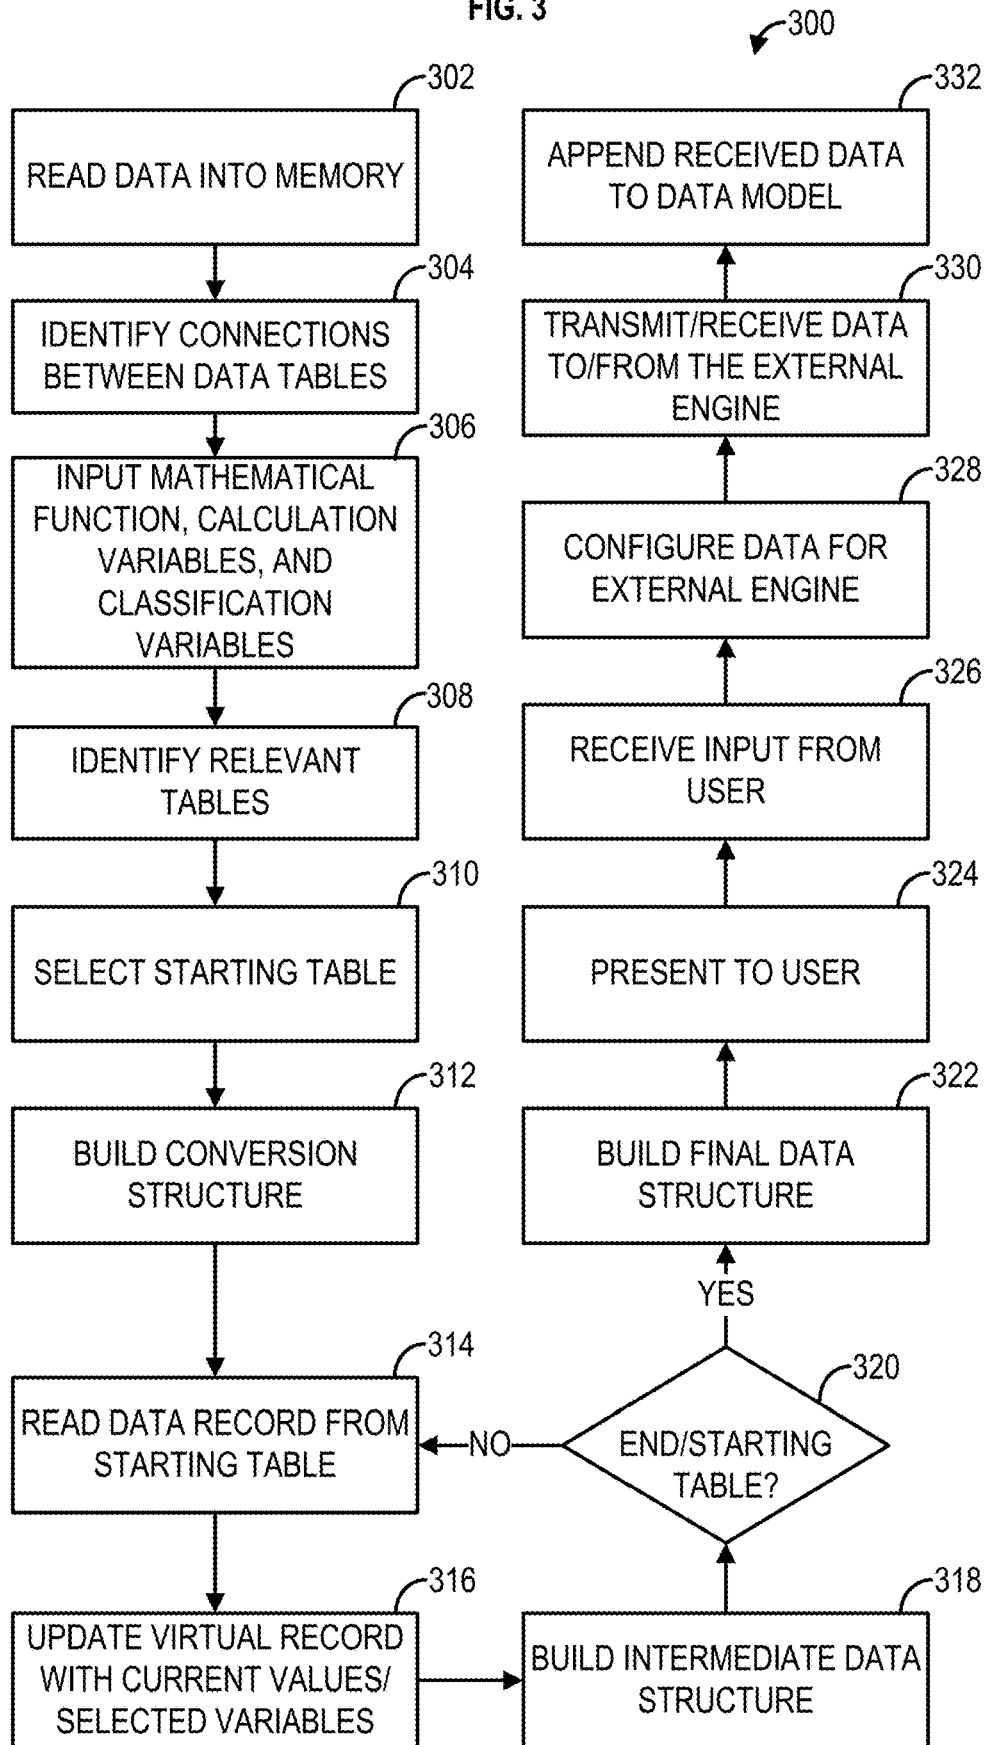 FIG. 3
300
302
READ DATA INTO MEMORY
304
IDENTIFY CONNECTIONS
BETWEEN DATA TABLES
306
INPUT MATHEMATICAL
FUNCTION, CALCULATION
VARIABLES, AND
CLASSIFICATION
VARIABLES
308
IDENTIFY RELEVANT
TABLES
310
SELECT STARTING TABLE
312
BUILD CONVERSION
STRUCTURE
314
READ DATA RECORD FROM
STARTING TABLE
316
UPDATE VIRTUAL RECORD
WITH CURRENT VALUES/
SELECTED VARIABLES
318
BUILD INTERMEDIATE DATA
STRUCTURE
320
END/STARTING
TABLE?
NO
YES
322
BUILD FINAL DATA
STRUCTURE
324
PRESENT TO USER
326
RECEIVE INPUT FROM
USER
328
CONFIGURE DATA FOR
EXTERNAL ENGINE
330
TRANSMIT/RECEIVE DATA
TO/FROM THE EXTERNAL
ENGINE
332
APPEND RECEIVED DATA
TO DATA MODEL